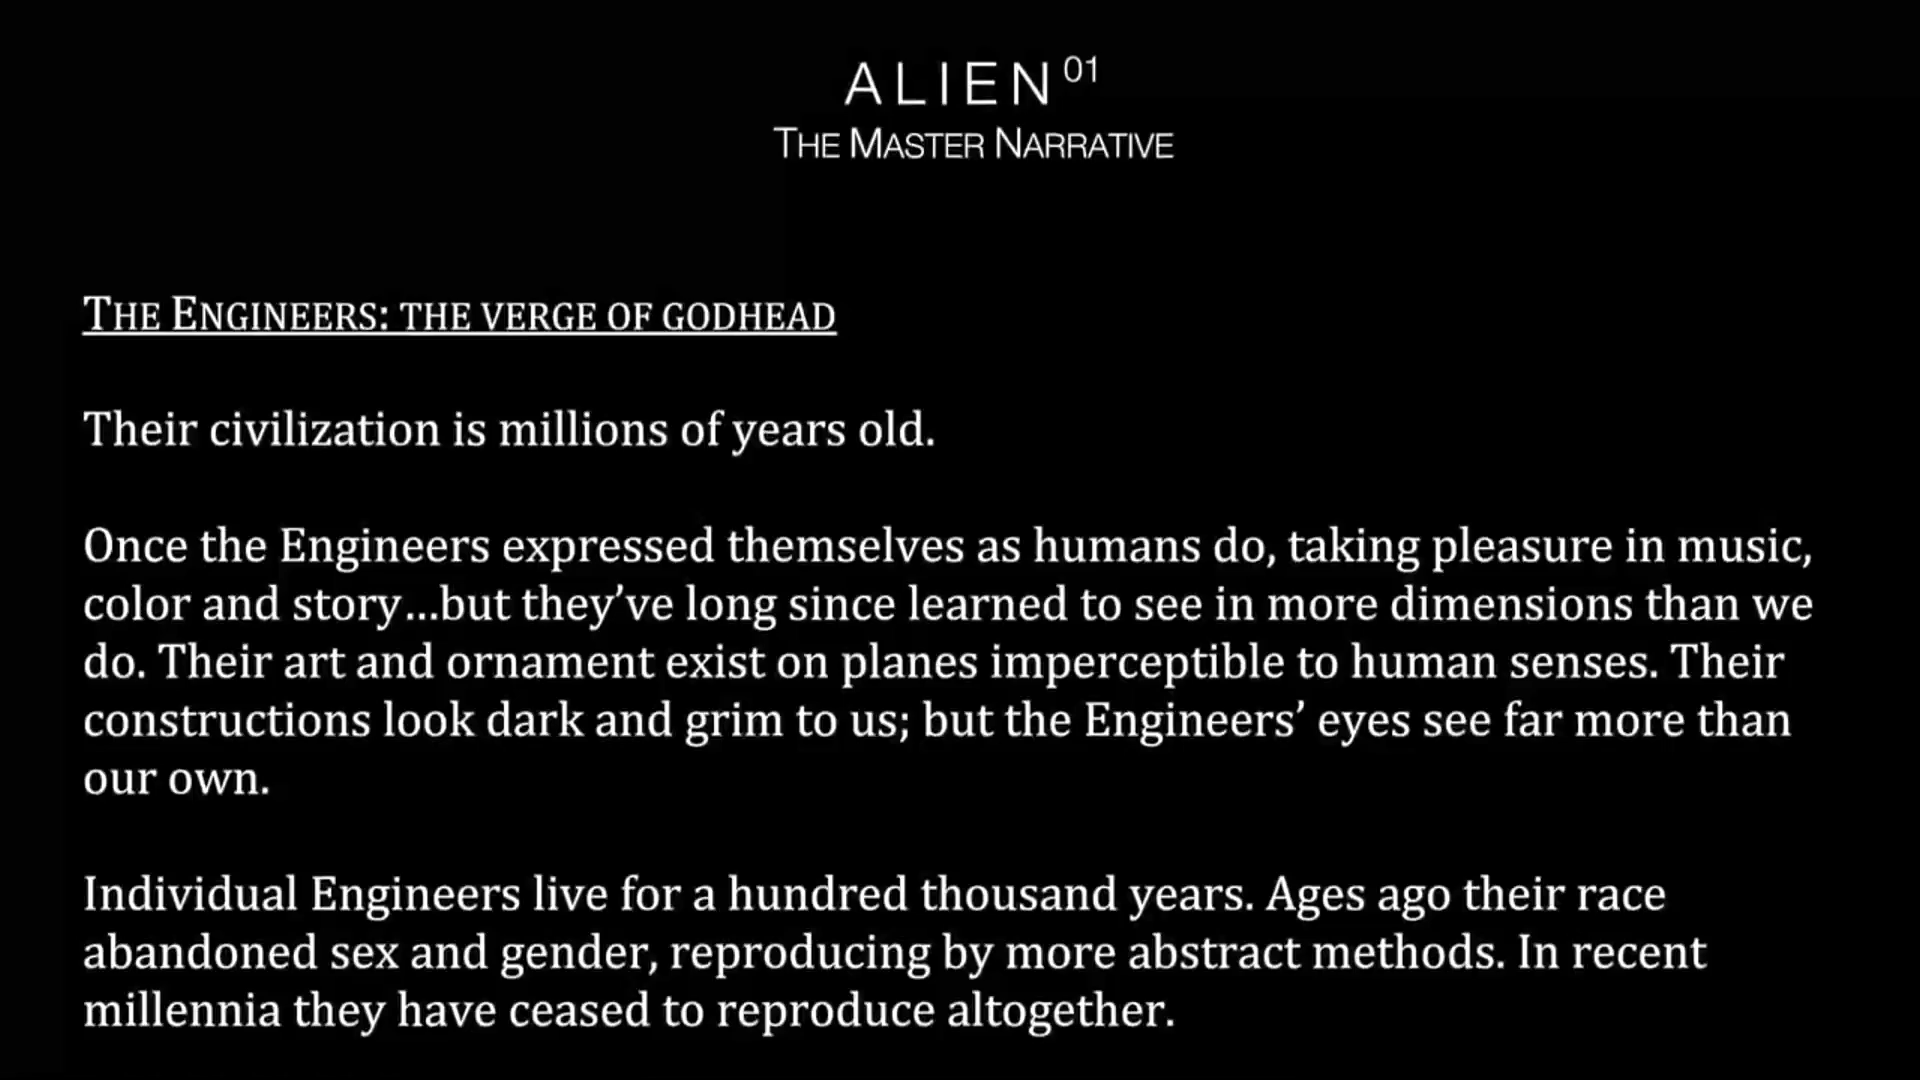 ALIEN 01
THE MASTER NARRATIVE
THE ENGINEERS: THE VERGE OF GODHEAD
Their civilization is millions of years old.
Once the Engineers expressed themselves as humans do, taking pleasure in music,
color and story…but they’ve long since learned to see in more dimensions than we
do. Their art and ornament exist on planes imperceptible to human senses. Their
constructions look dark and grim to us; but the Engineers’ eyes see far more than
our own.
Individual Engineers live for a hundred thousand years. Ages ago their race
abandoned sex and gender, reproducing by more abstract methods. In recent
millennia they have ceased to reproduce altogether.